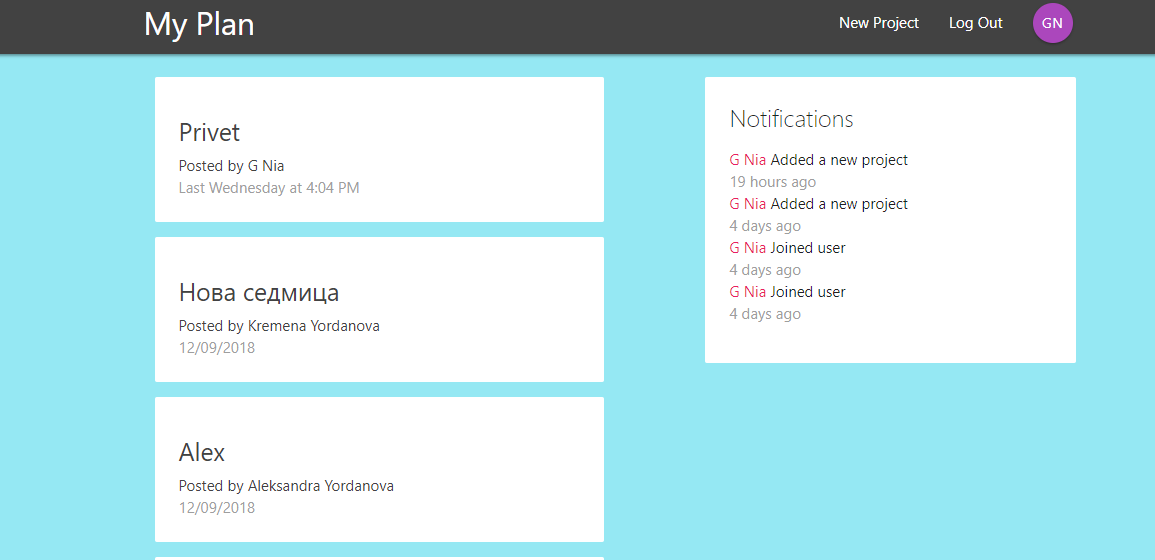 My Plan
New Project
Log Out
GN
Privet
Posted by G Nia
Last Wednesday at 4:04 PM
Нова седмица
Posted by Kremena Yordanova
12/09/2018
Alex
Posted by Aleksandra Yordanova
12/09/2018
Notifications
G Nia Added a new project
19 hours ago
G Nia Added a new project
4 days ago
G Nia Joined user
4 days ago
G Nia Joined user
4 days ago